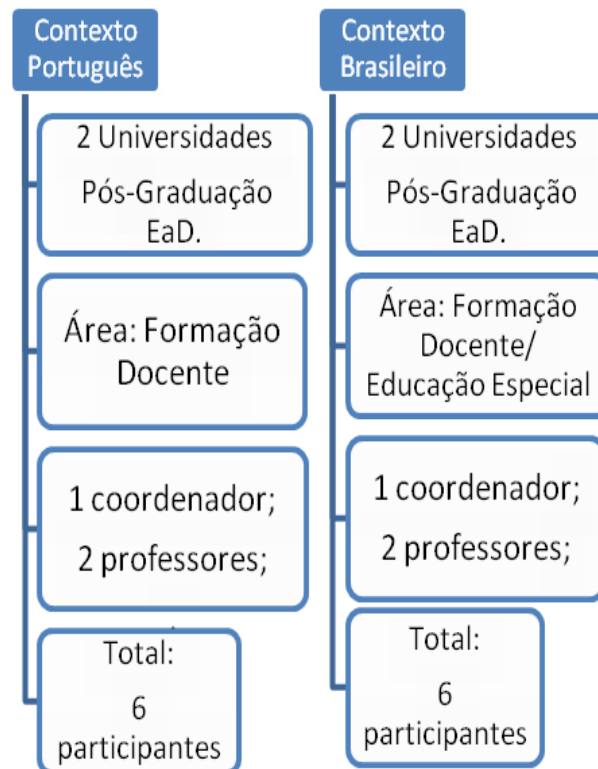 Contexto
Português
2 Universidades
Pós-Graduação
EaD.
Área: Formação
Docente
1 coordenador;
2 professores;
Total:
6
participantes
Contexto
Brasileiro
2 Universidades
Pós-Graduação
EaD.
Área: Formação
Docente/
Educação Especial
1 coordenador;
2 professores;
Total:
6
participantes